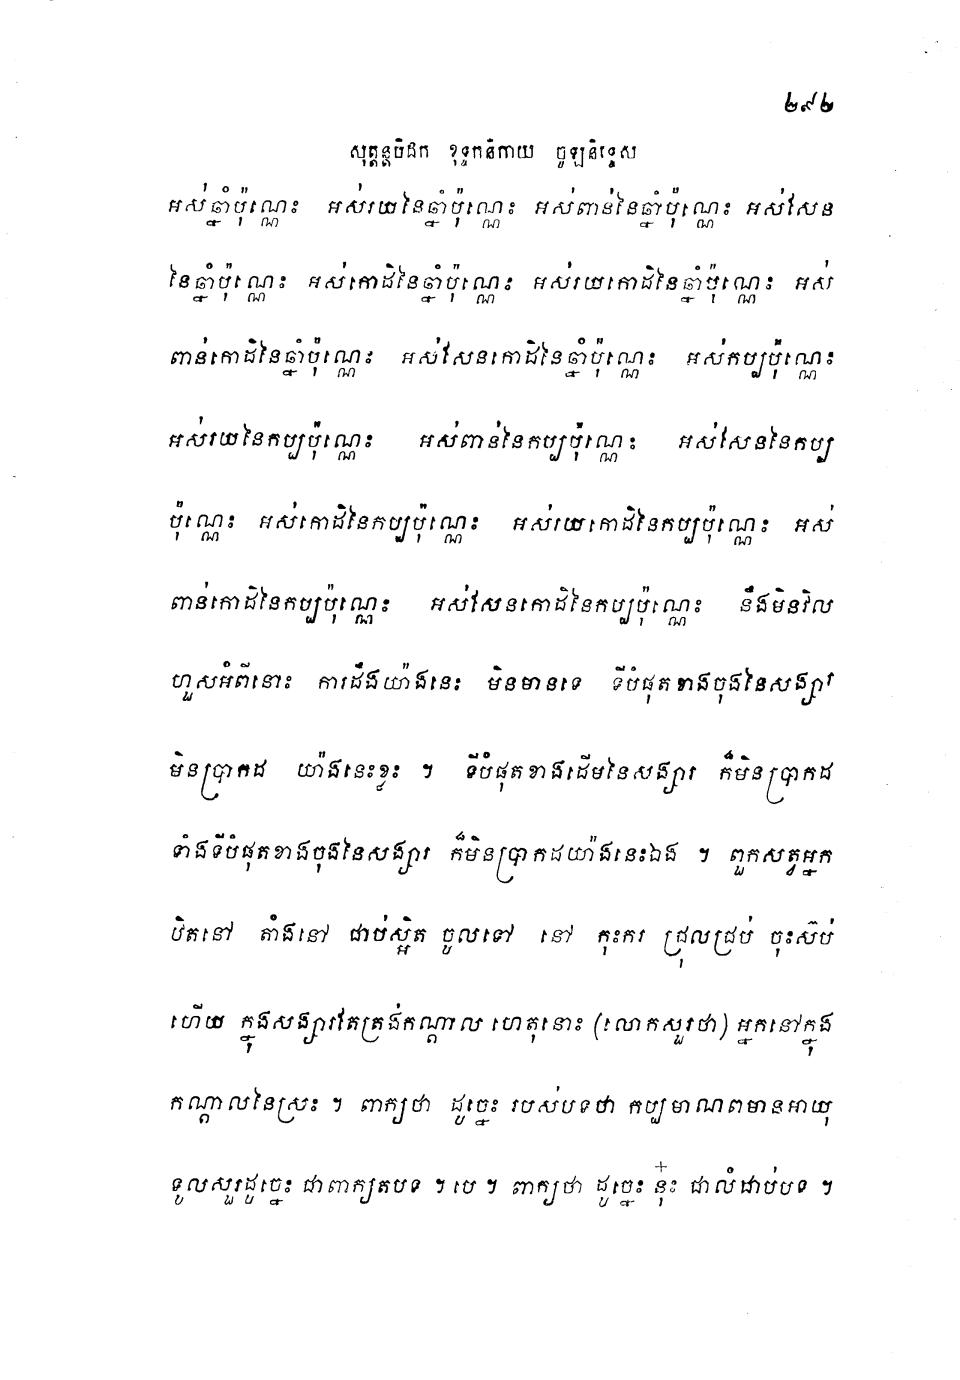 ២៩២
សុត្តន្តបិដក ខុទ្ទកនិកាយ ចូឡនិទ្ទេស
អស់ឆ្នាំប៉ុណ្ណេះ អស់រយនៃឆ្នាំប៉ុណ្ណេះ អស់ពាន់នៃឆ្នាំប៉ុណ្ណេះ អស់សែន
នៃឆ្នាំប៉ុណ្ណេះ អស់កោដិនៃឆ្នាំប៉ុណ្ណេះ អស់រយកោដិនៃឆ្នាំប៉ុណ្ណេះ អស់
ពាន់កោដិនៃឆ្នាំប៉ុណ្ណេះ អស់សែនកោដិនៃឆ្នាំប៉ុណ្ណេះ អស់កប្បប៉ុណ្ណេះ
អស់រយនៃកប្បប៉ុណ្ណេះ អស់ពាន់នៃកប្បប៉ុណ្ណេះ អស់សែននៃកប្ប
ប៉ុណ្ណេះ អស់កោដិនៃកប្បប៉ុណ្ណេះ អស់រយកោដិនៃកប្បប៉ុណ្ណេះ អស់
ពាន់កោដិនៃកប្បប៉ុណ្ណេះ អស់សែនកោដិនៃកប្បប៉ុណ្ណេះ នឹងមិនវិល
ហួសអំពីនោះ ការដឹងយ៉ាងនេះ មិនមានទេ ទីបំផុតខាងចុងនៃសង្សារ
មិនប្រាកដ យ៉ាងនេះខ្លះ ។ ទីបំផុតខាងដើមនៃសង្សារ ក៏មិនប្រាកដ
ទាំងទីបំផុតខាងចុងនៃសង្សារ ក៏មិនប្រាកដយ៉ាងនេះឯង ។ ពួកសត្វអ្នក
ឋិតនៅ តាំងនៅ ជាប់ស្អិត ចូលទៅ នៅ កុះករ ជ្រុលជ្រប់ ចុះស៊ប់
ហើយ ក្នុងសង្សារតែត្រង់កណ្តាល ហេតុនោះ (លោកសួរថា) អ្នកនៅក្នុង
កណ្តាលនៃស្រះ ។ ពាក្យថា ដូច្នេះ របស់បទថា កប្បមាណពមានអាយុ
ទូលសួរដូច្នេះ ជាពាក្យតបទ ។ បេ ។ ពាក្យថា ដូច្នេះ នុ៎ះ ជាលំដាប់បទ ។